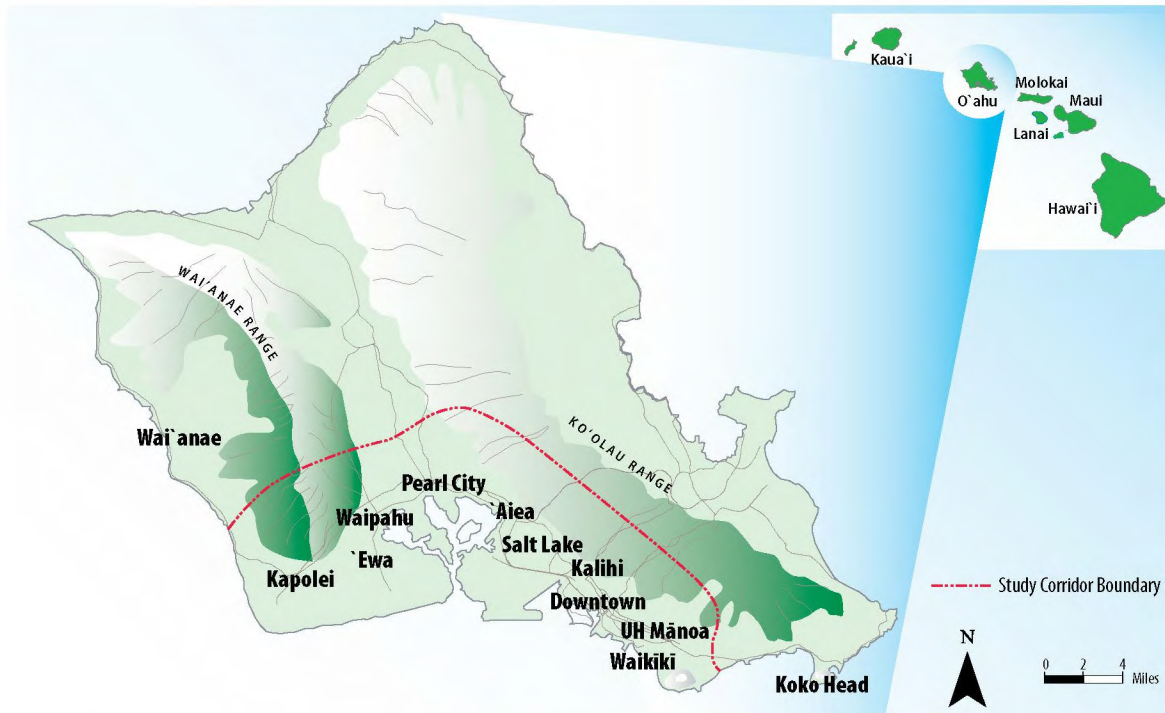 Kaua`i
O`ahu
Molokai
Maui
Lanai
Hawai`i
WAI'ANAE RANGE
KO'OLAU RANGE
Wai`anae
Pearl City
`Aiea
Waipahu
Salt Lake
`Ewa
Kalihi
Kapolei
Downtown
UH Mānoa
Waikīkī
Koko Head
Study Corridor Boundary
N
0 2 4
Miles